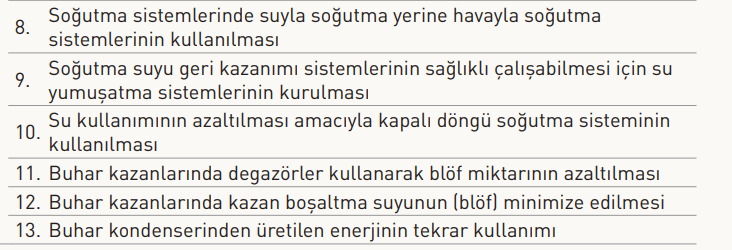 8. Soğutma sistemlerinde suyla soğutma yerine havayla soğutma
sistemlerinin kullanılması
9. Soğutma suyu geri kazanımı sistemlerinin sağlıklı çalışabilmesi için su
yumuşatma sistemlerinin kurulması
10. Su kullanımının azaltılması amacıyla kapalı döngü soğutma sisteminin
kullanılması
11. Buhar kazanlarında degazörler kullanarak blöf miktarının azaltılması
12. Buhar kazanlarında kazan boşaltma suyunun (blöf) minimize edilmesi
13. Buhar kondenserinden üretilen enerjinin tekrar kullanımı